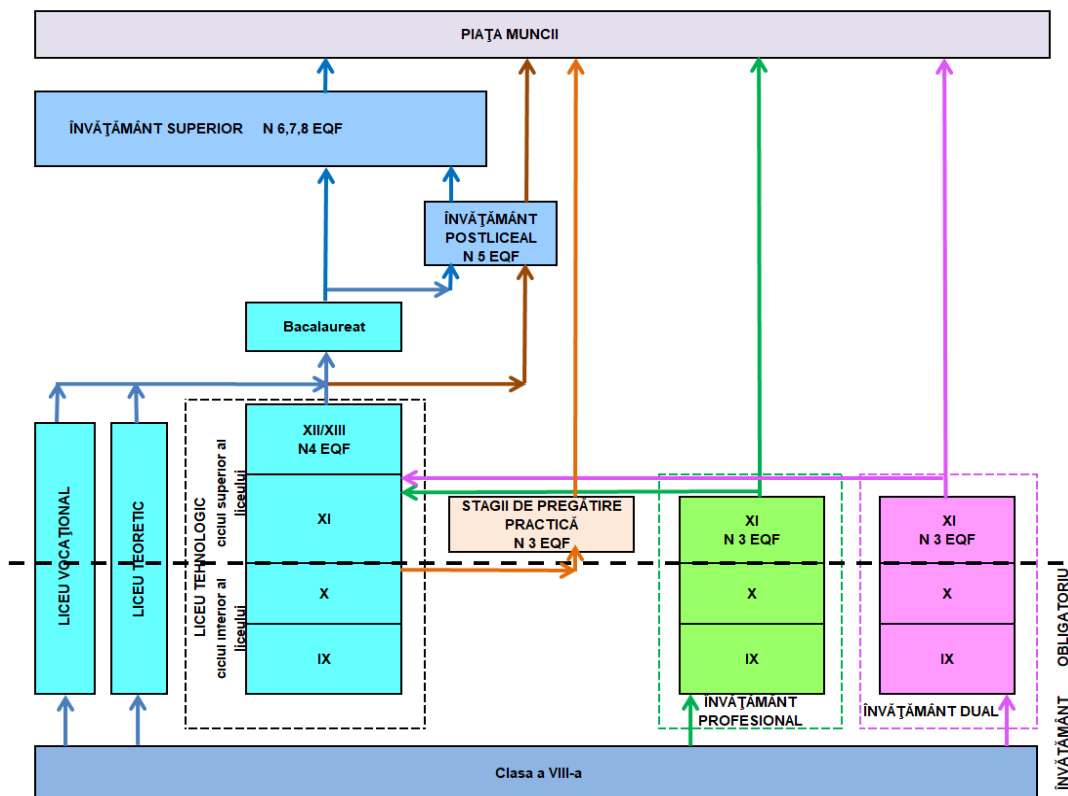 PIAŢA MUNCII
ÎNVĂŢĂMÂNT SUPERIOR N 6,7,8 EQF
ÎNVĂŢĂMÂNT
POSTLICEAL
N 5 EQF
Bacalaureat
LICEU VOCAŢIONAL
LICEU TEORETIC
LICEU TEHNOLOGIC
ciclul superior al
liceului
ciclul inferior al
liceului
XII/XIII
N4 EQF
XI
X
IX
STAGII DE PREGĂTIRE
PRACTICĂ
N 3 EQF
XI
N 3 EQF
X
IX
ÎNVĂŢĂMÂNT
PROFESIONAL
XI
N 3 EQF
X
IX
ÎNVĂŢĂMÂNT DUAL
ÎNVĂŢĂMÂNT OBLIGATORIU
Clasa a VIII-a